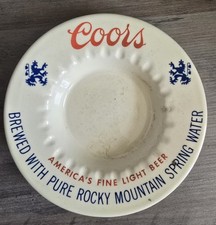 Coors
AMERICA'S FINE LIGHT BEER
BREWED WITH PURE ROCKY MOUNTAIN SPRING WATER